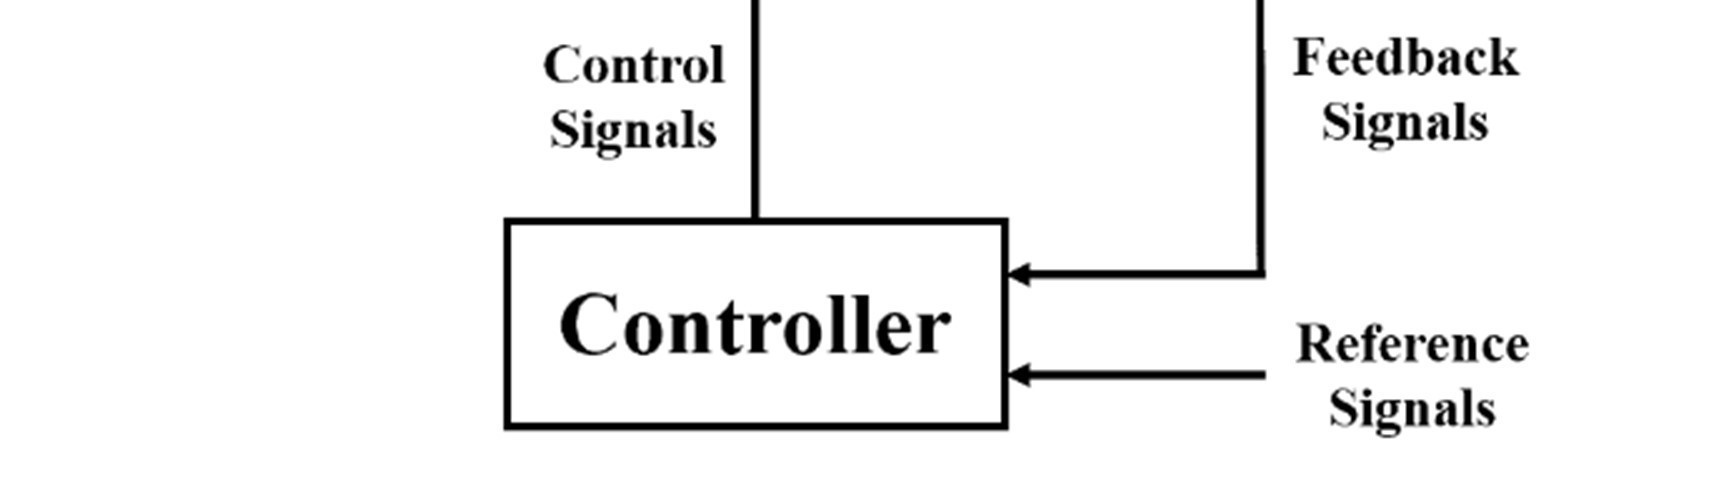 Control
Signals
Feedback
Signals
Controller
Reference
Signals